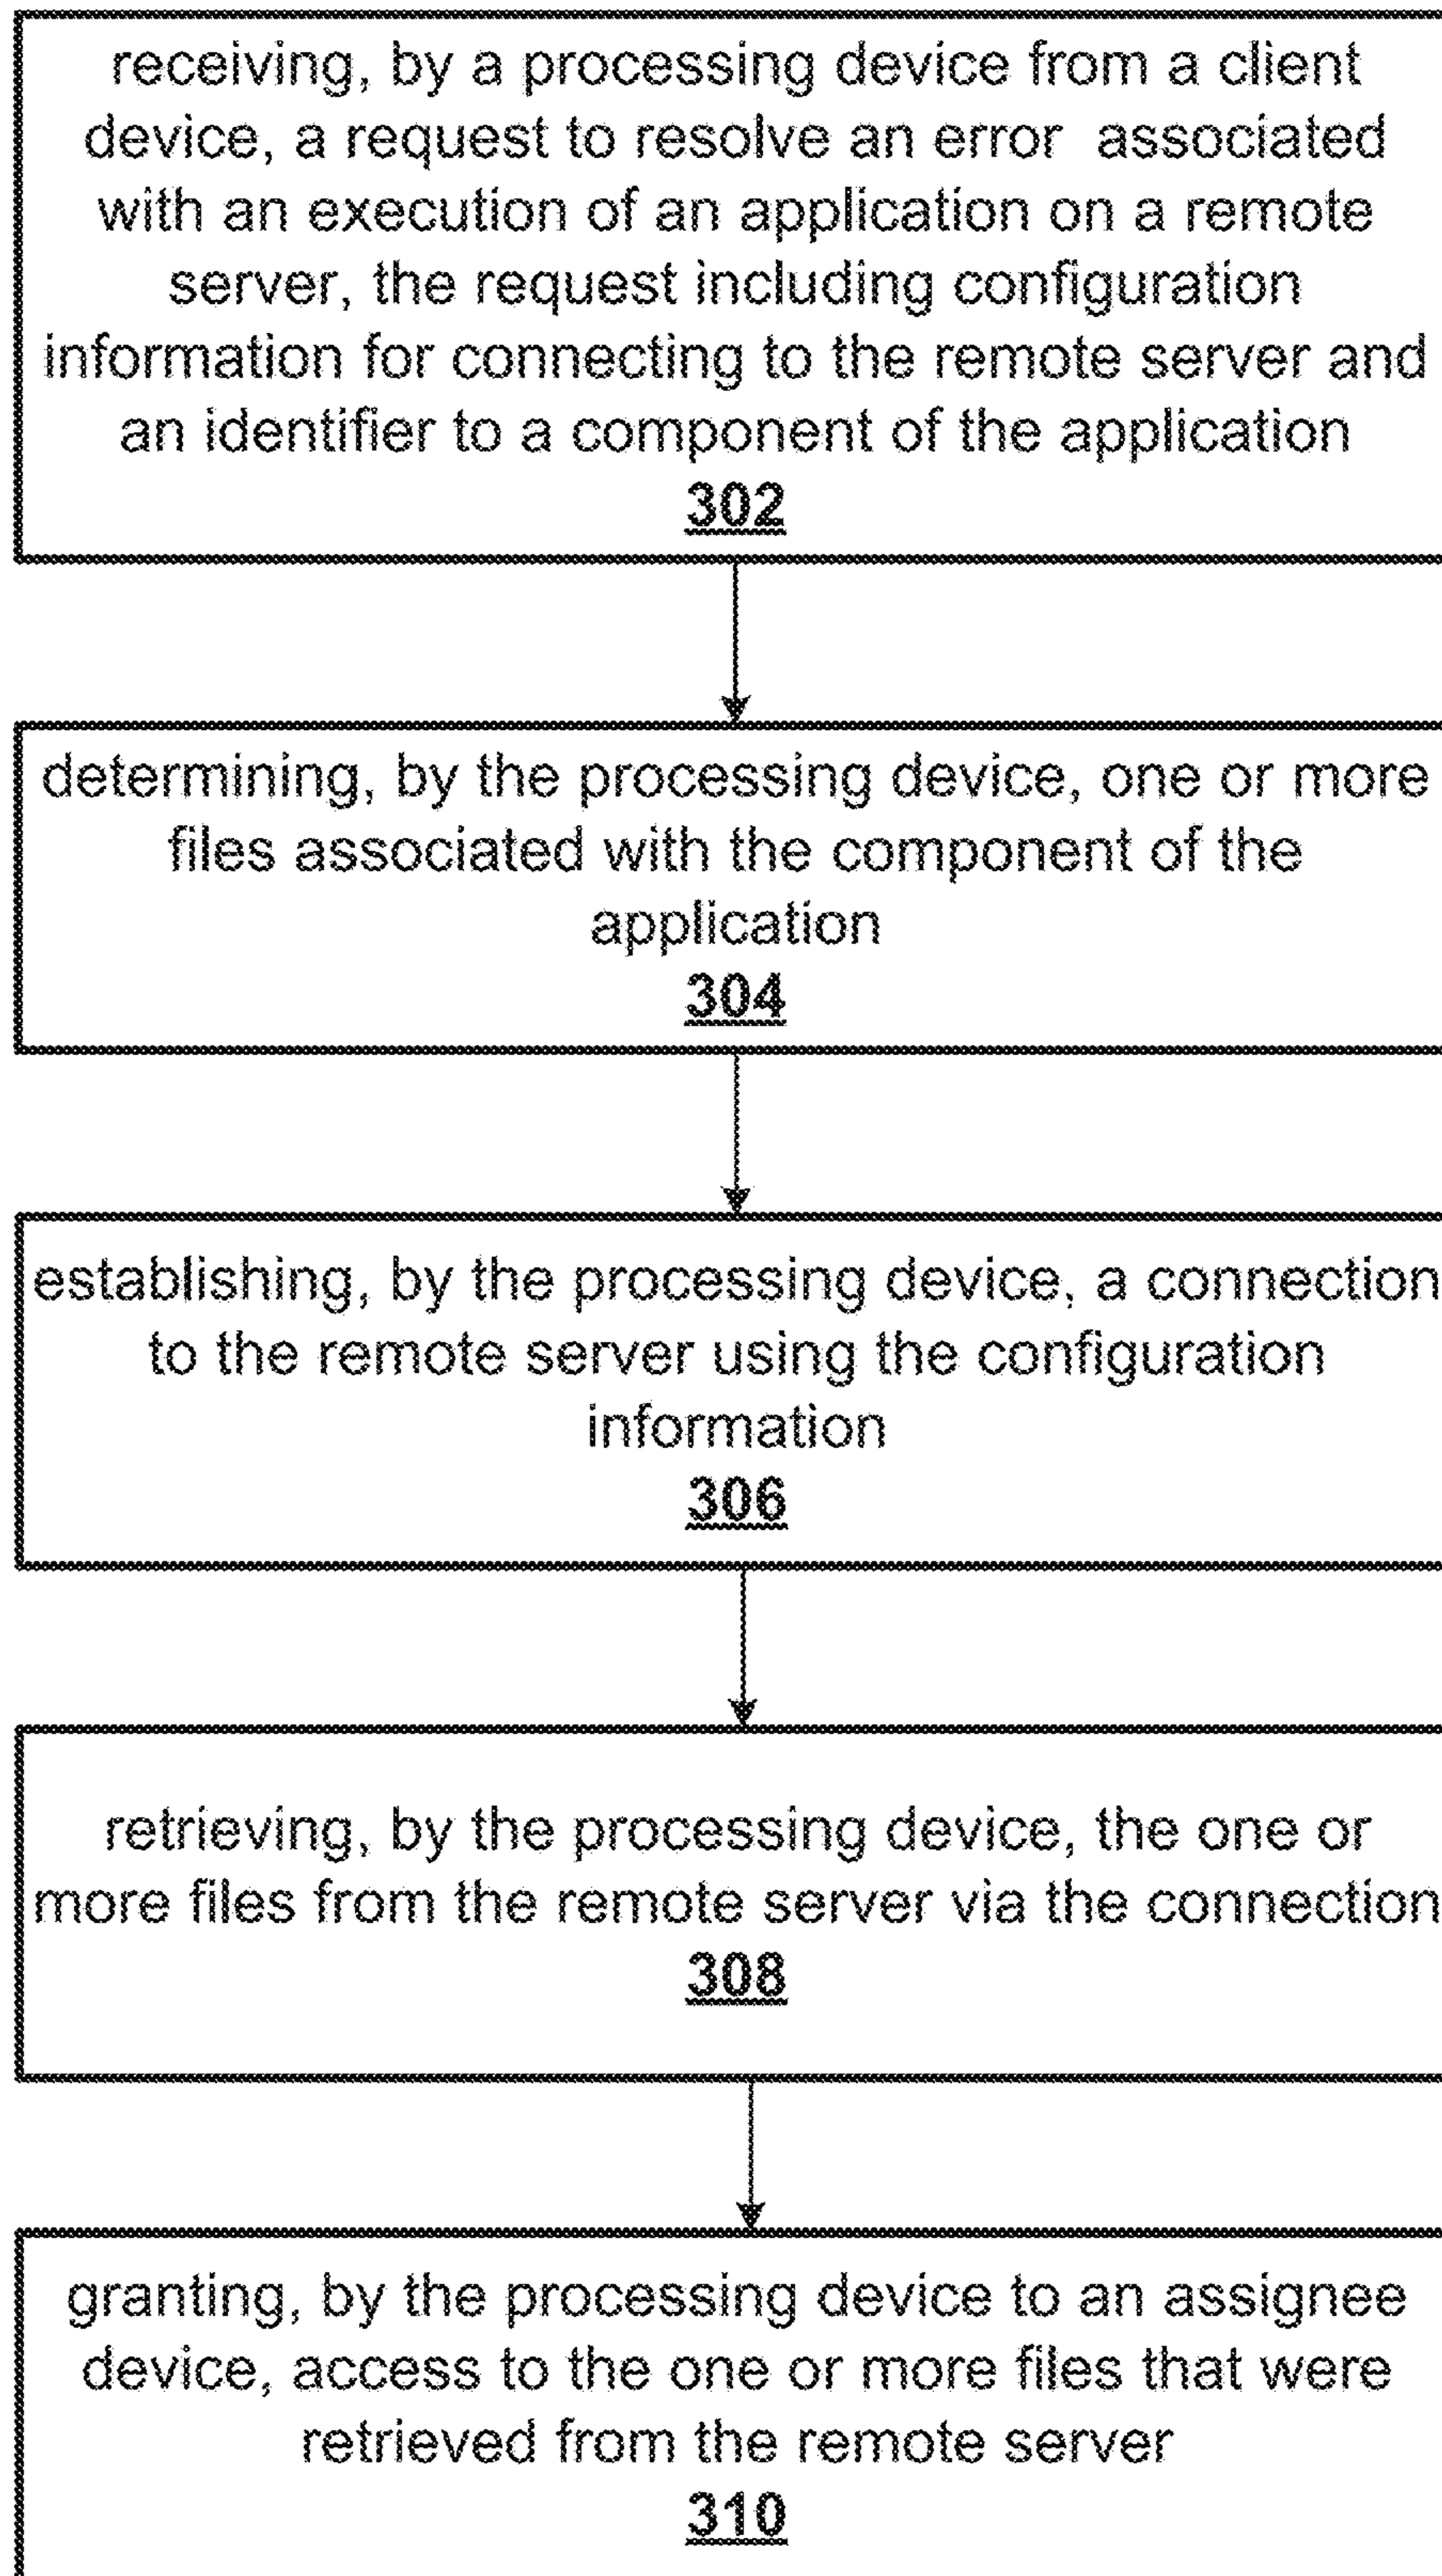 receiving, by a processing device from a client
device, a request to resolve an error associated
with an execution of an application on a remote
server, the request including configuration
information for connecting to the remote server and
an identifier to a component of the application
302
determining, by the processing device, one or more
files associated with the component of the
application
304
establishing, by the processing device, a connection
to the remote server using the configuration
information
306
retrieving, by the processing device, the one or
more files from the remote server via the connection
308
granting, by the processing device to an assignee
device, access to the one or more files that were
retrieved from the remote server
310